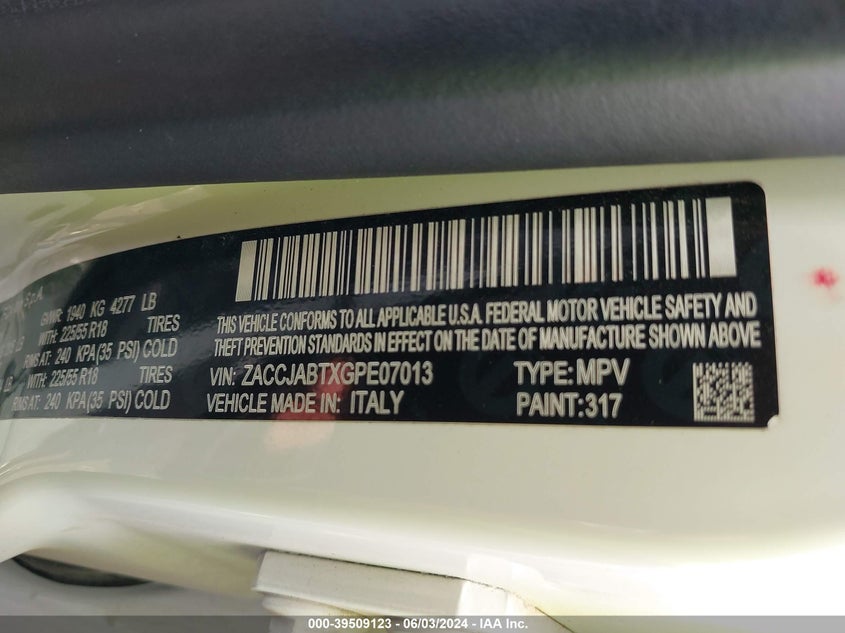 THIS VEHICLE CONFORMS TO ALL APPLICABLE U.S.A. FEDERAL MOTOR VEHICLE SAFETY AND
THEFT PREVENTION STANDARDS IN EFFECT ON THE DATE OF MANUFACTURE SHOWN ABOVE
GVWR: 1940 KG 4277 LB
WITH: 225/55 R18 TIRES
RIMS AT: 240 KPA(35 PSI) COLD
LB
WITH: 225/55 R18 TIRES
RIMS AT: 240 KPA(35 PSI) COLD
VIN: ZACCJABTXGPE07013 TYPE: MPV
VEHICLE MADE IN: ITALY PAINT:317
000-39509123 - 06/03/2024 - IAA Inc.